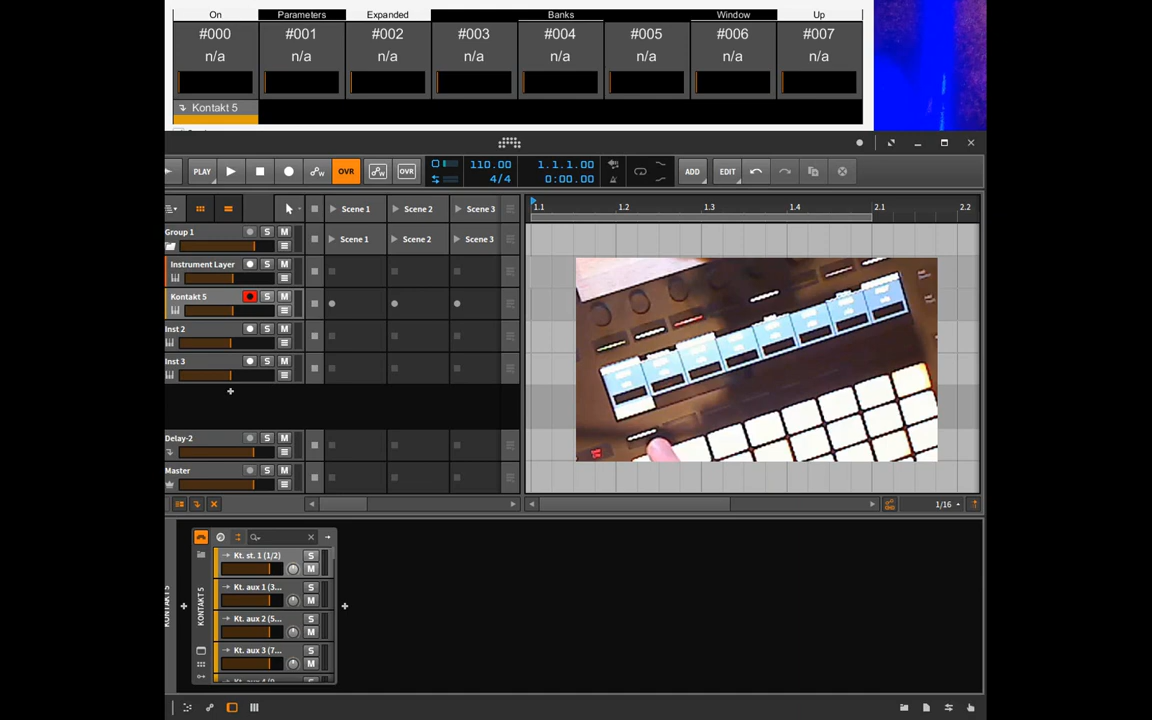 On Parameters Expanded Banks Window Up
#000 #001 #002 #003 #004 #005 #006 #007
n/a n/a n/a n/a n/a n/a n/a n/a
Kontakt 5
PLAY OVR OVR 110.00 1.1.1.00 ADD EDIT
4/4 0:00.00
Scene 1 Scene 2 Scene 3 1.1 1.2 1.3 1.4 2.1 2.2
Group 1 S M Scene 1 Scene 2 Scene 3
Instrument Layer S M
Kontakt 5 S M
Inst 2 S M
Inst 3 S M
Delay-2 S M
Master S M
1/16
KONTAKT 5
KONTAKT 5
Kt. st. 1 (1/2) S
M
Kt. aux 1 (3... S
M
Kt. aux 2 (5... S
M
Kt. aux 3 (7... S
M